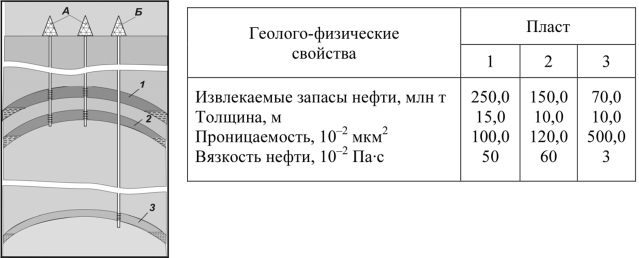 А Б
1
2
3
Геолого-физические свойства Пласт
1 2 3
Извлекаемые запасы нефти, млн т 250,0 150,0 70,0
Толщина, м 15,0 10,0 10,0
Проницаемость, 10⁻² мкм² 100,0 120,0 500,0
Вязкость нефти, 10⁻² Па·с 50 60 3